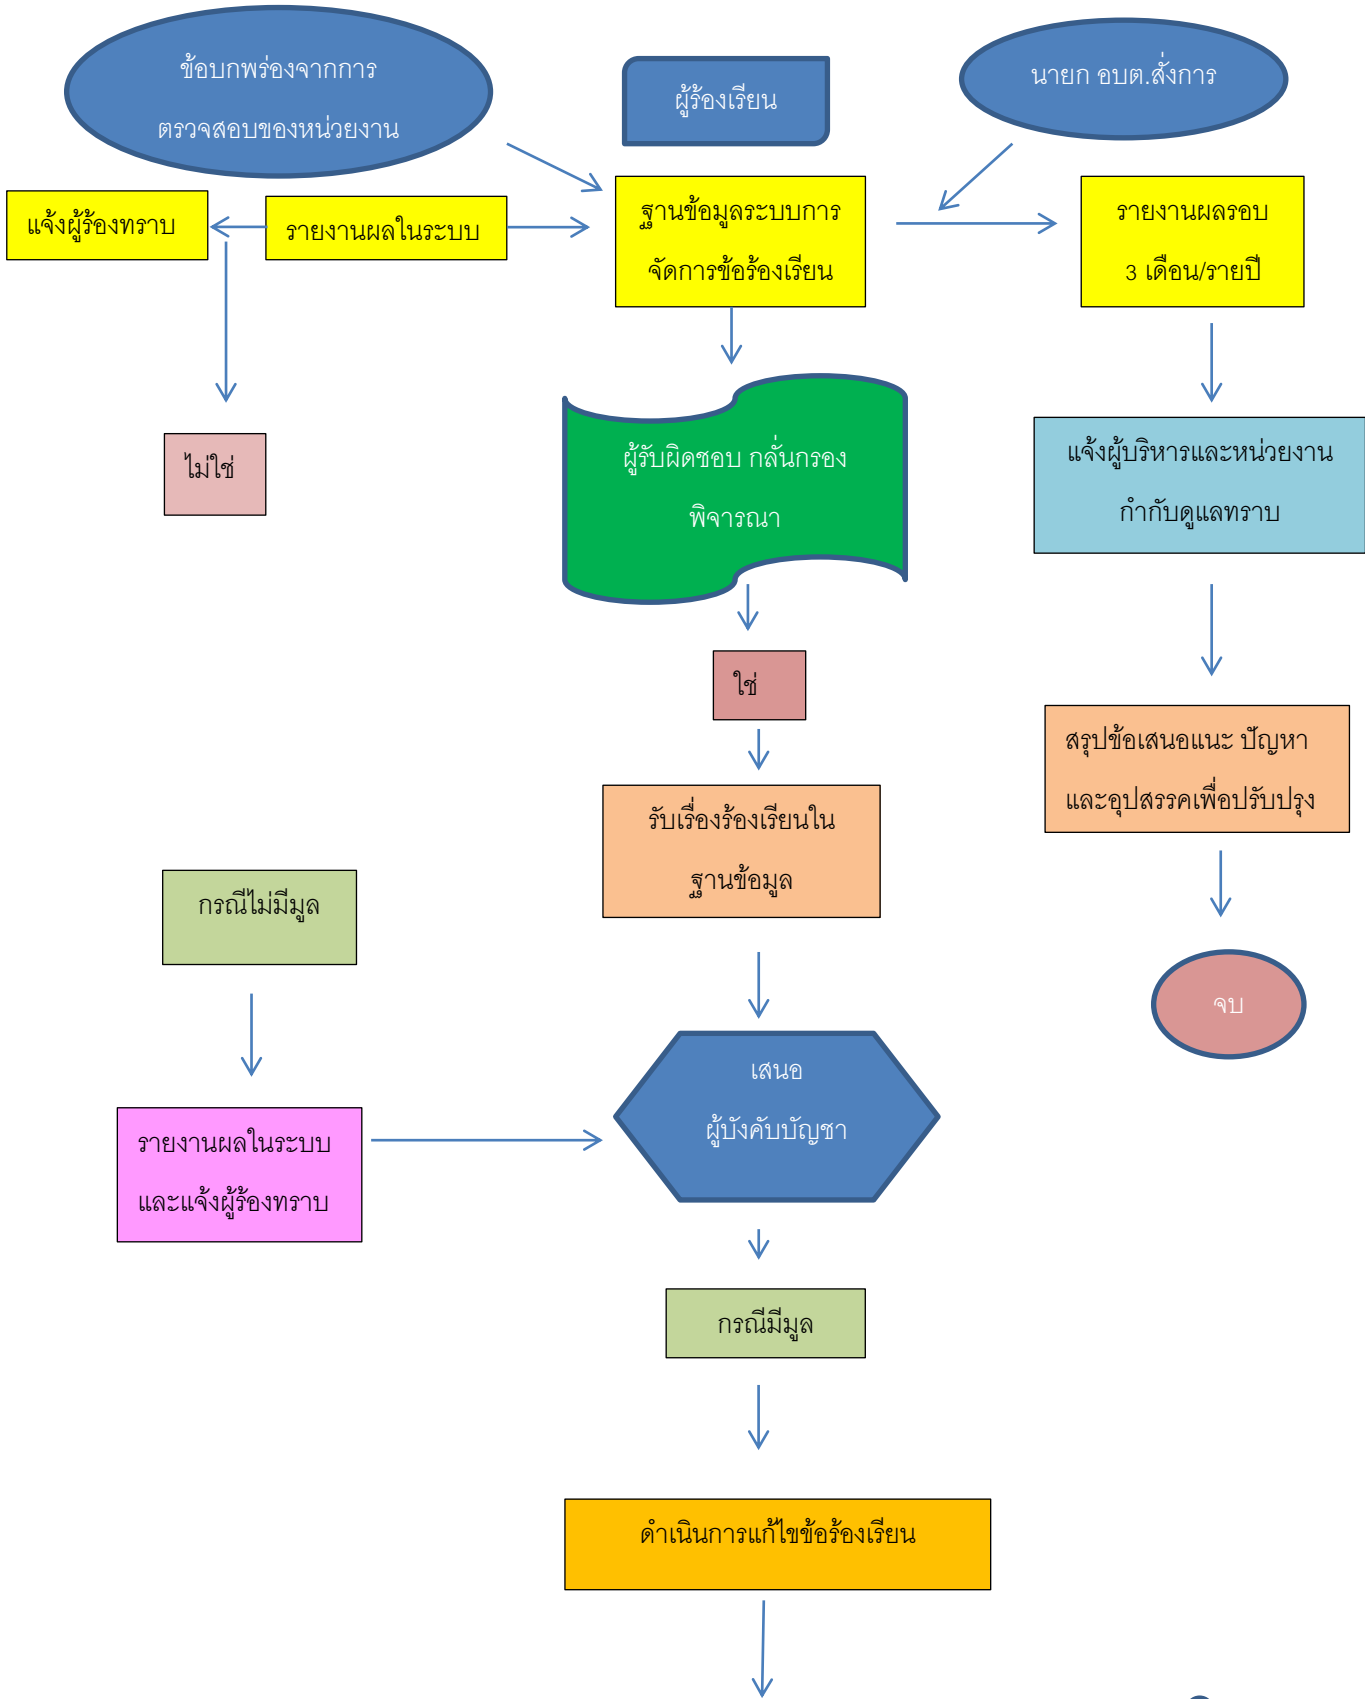 ข้อบกพร่องจากการ
ตรวจสอบของหน่วยงาน
ผู้ร้องเรียน
นายก อบต.สั่งการ
แจ้งผู้ร้องทราบ
รายงานผลในระบบ
ฐานข้อมูลระบบการ
จัดการข้อร้องเรียน
รายงานผลรอบ
3 เดือน/รายปี
ไม่ใช่
ผู้รับผิดชอบ กลั่นกรอง
พิจารณา
แจ้งผู้บริหารและหน่วยงาน
กำกับดูแลทราบ
ใช่
สรุปข้อเสนอแนะ ปัญหา
และอุปสรรคเพื่อปรับปรุง
รับเรื่องร้องเรียนใน
ฐานข้อมูล
กรณีไม่มีมูล
จบ
เสนอ
ผู้บังคับบัญชา
รายงานผลในระบบ
และแจ้งผู้ร้องทราบ
กรณีมีมูล
ดำเนินการแก้ไขข้อร้องเรียน